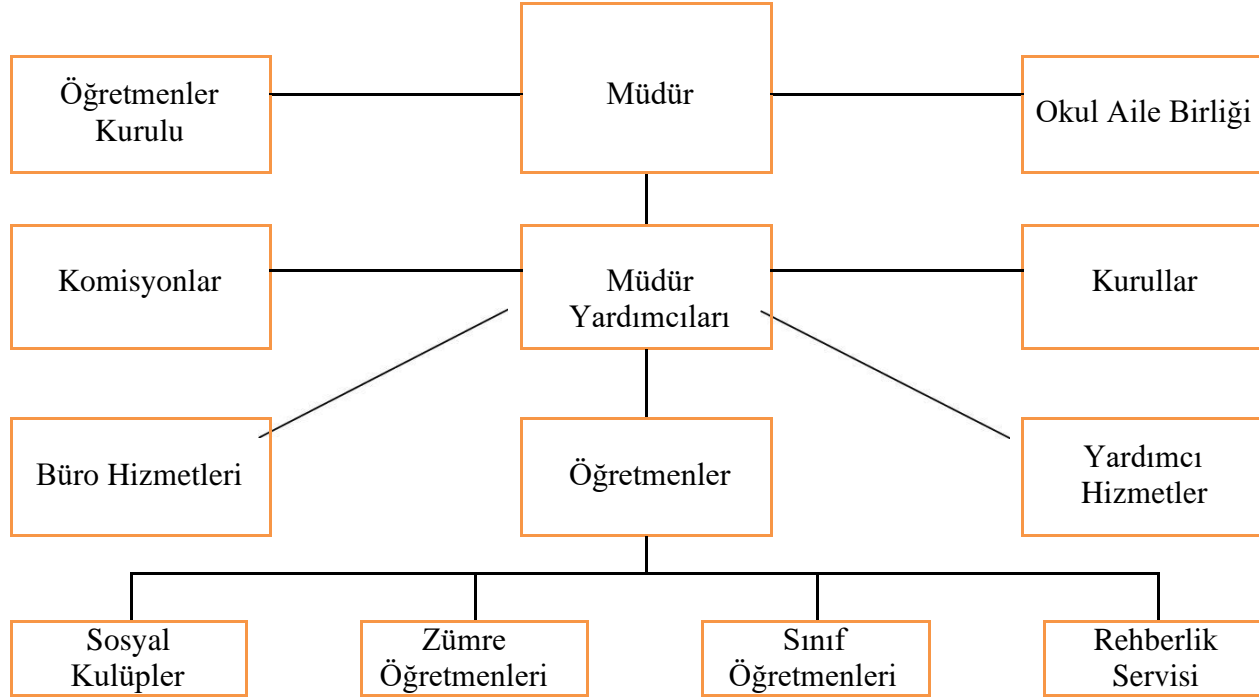 Öğretmenler
Kurulu
Müdür
Okul Aile Birliği
Komisyonlar
Müdür
Yardımcıları
Kurullar
Büro Hizmetleri
Öğretmenler
Yardımcı
Hizmetler
Sosyal
Kulüpler
Zümre
Öğretmenleri
Sınıf
Öğretmenleri
Rehberlik
Servisi